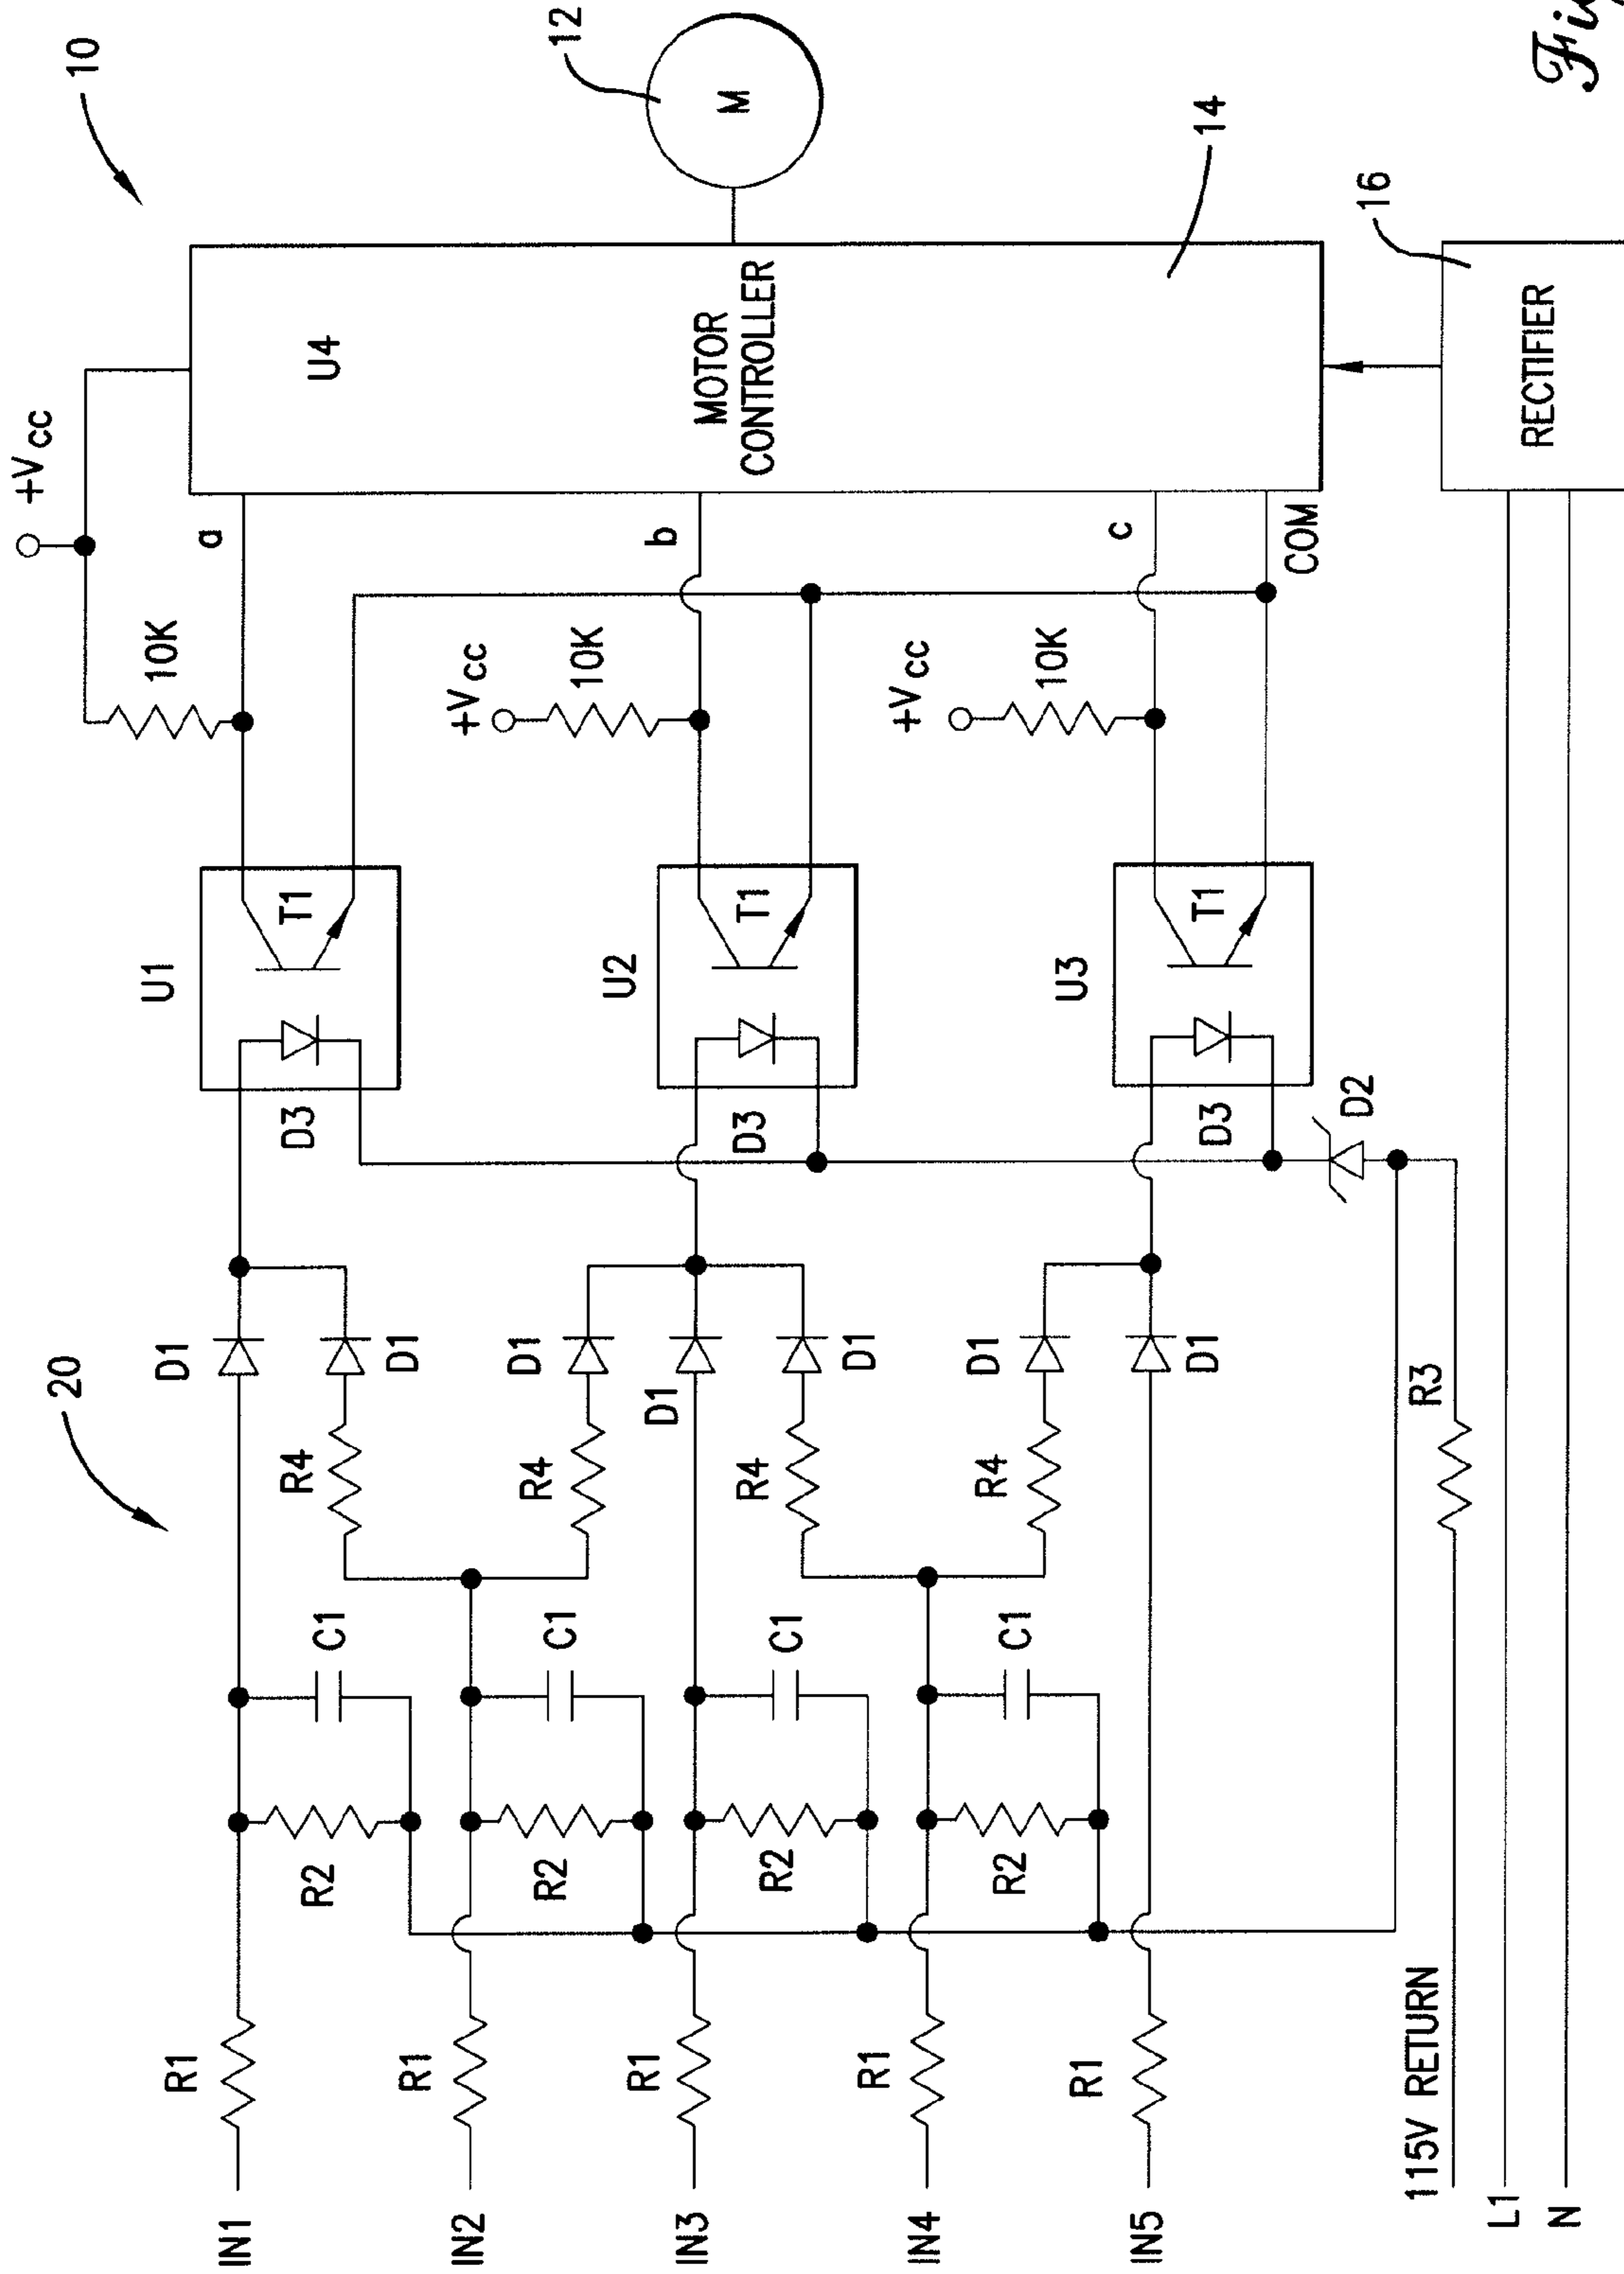 10
12
M
14
16
20
+Vcc
10K
a
U4
MOTOR
CONTROLLER
b
c
COM
RECTIFIER
+Vcc
10K
+Vcc
10K
U1
T1
D3
U2
T1
D3
U3
T1
D3
D2
D1
D1
D1
D1
D1
D1
D1
R4
R4
R4
R4
R3
C1
C1
C1
C1
R2
R2
R2
R2
R1
R1
R1
R1
R1
IN1
IN2
IN3
IN4
IN5
115V RETURN
L1
N